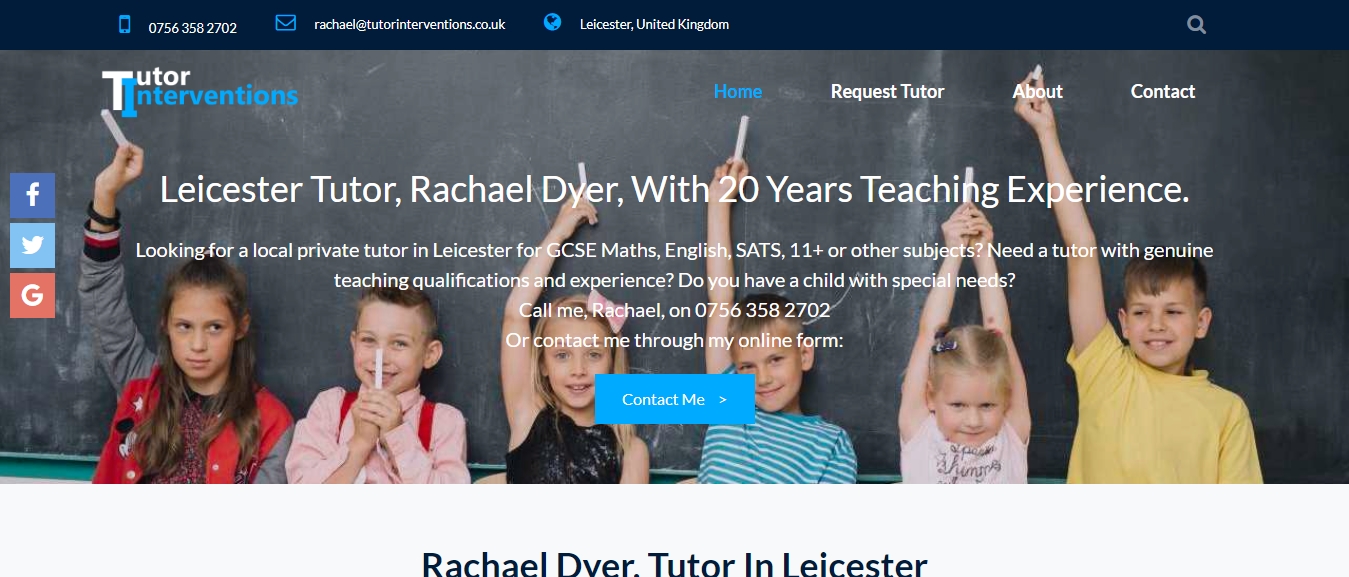 0756 358 2702
rachael@tutorinterventions.co.uk
Leicester, United Kingdom
Tutor
Interventions
Home
Request Tutor
About
Contact
Leicester Tutor, Rachael Dyer, With 20 Years Teaching Experience.
Looking for a local private tutor in Leicester for GCSE Maths, English, SATS, 11+ or other subjects? Need a tutor with genuine
teaching qualifications and experience? Do you have a child with special needs?
Call me, Rachael, on 0756 358 2702
Or contact me through my online form:
Contact Me >
Rachael Dyer, Tutor In Leicester